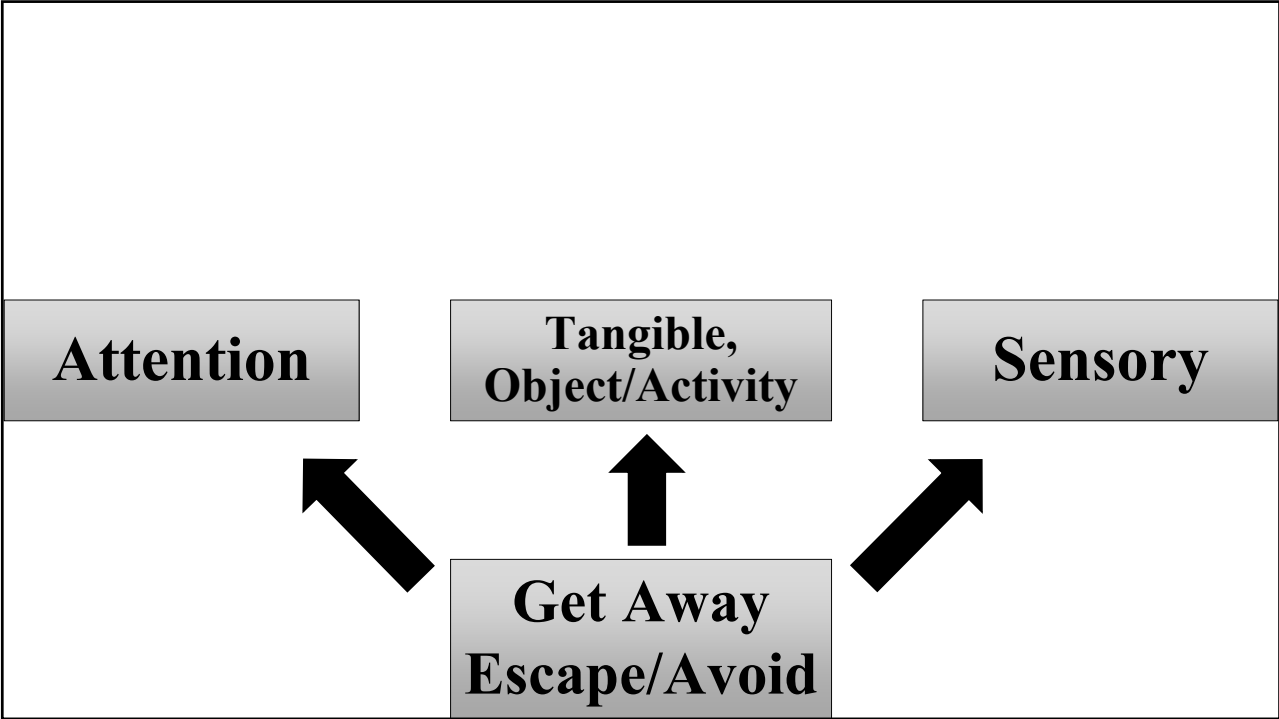 Attention
Tangible,
Object/Activity
Sensory
Get Away
Escape/Avoid